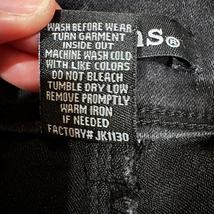 WASH BEFORE WEAR
TURN GARMENT
INSIDE OUT
MACHINE WASH COLD
WITH LIKE COLORS
DO NOT BLEACH
TUMBLE DRY LOW
REMOVE PROMPTLY
WARM IRON
IF NEEDED
FACTORY# JK1130